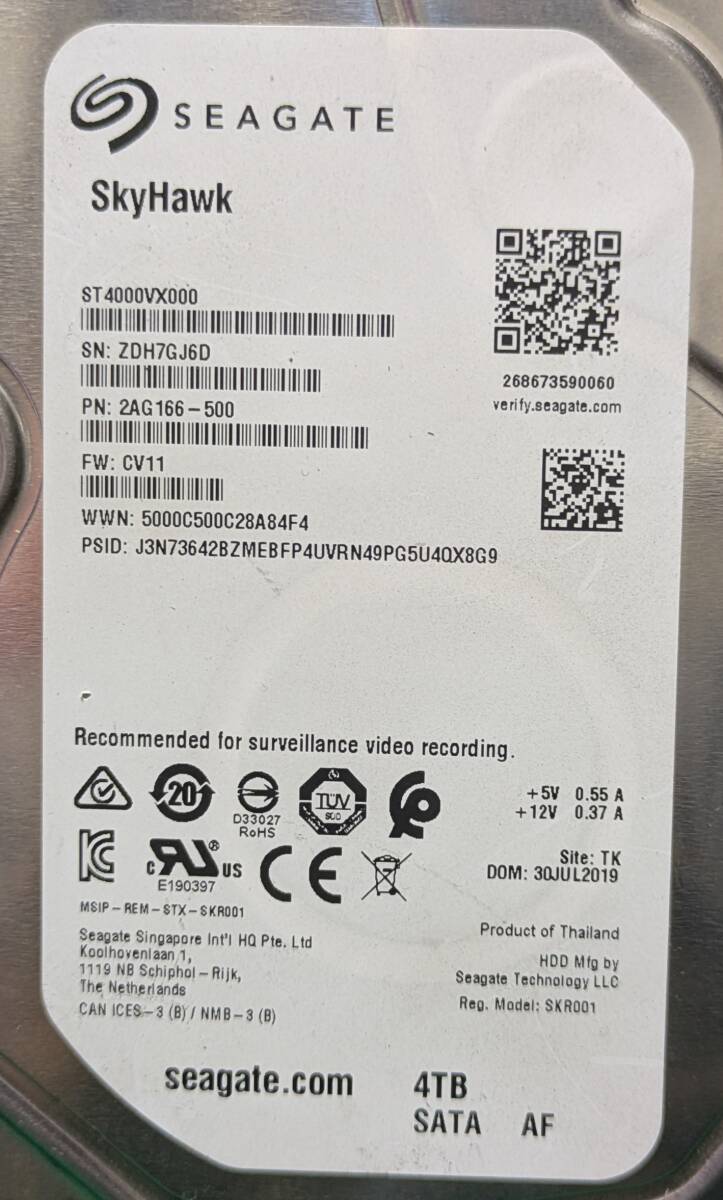 SEAGATE
SkyHawk
ST4000VX000
SN: ZDH7GJ6D
PN: 2AG166-500
FW: CV11
WWN: 5000C500C28A84F4
PSID: J3N73642BZMEBFP4UVRN49PG5U4QX8G9
268673590060
verify.seagate.com
Recommended for surveillance video recording.
20
D33027
RoHS
TÜV
SÜD
+5V 0.55 A
+12V 0.37 A
c RU® US
E190397
CE
Site: TK
DOM: 30JUL2019
MSIP-REM-STX-SKR001
Seagate Singapore Int'l HQ Pte. Ltd
Koolhovenlaan 1,
1119 NB Schiphol-Rijk,
The Netherlands
CAN ICES-3 (B) / NMB-3 (B)
Product of Thailand
HDD Mfg by
Seagate Technology LLC
Reg. Model: SKR001
seagate.com
4TB
SATA AF